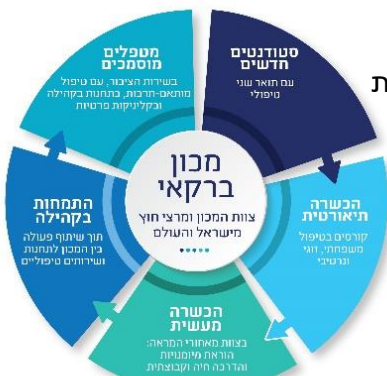 סטודנטים
חדשים
עם תואר שני
טיפולי
ת
הכשרה
תיאורטית
קורסים בטיפול
משפחתי, זוגי
ונרטיבי
הכשרה
מעשית
בצוות מאחורי המראה:
הוראת מיומנויות
והדרכה חיה וקבוצתית
התמחות
בקהילה
תוך שיתוף פעולה
בין המכון לתחנות
ושירותים טיפוליים
מטפלים
מוסמכים
בשירות הציבור, עם טיפול
מותאם-תרבות, בתחנות בקהילה
ובקליניקות פרטיות
מכון
ברקאי
צוות המכון ומרצי חוץ
מישראל והעולם